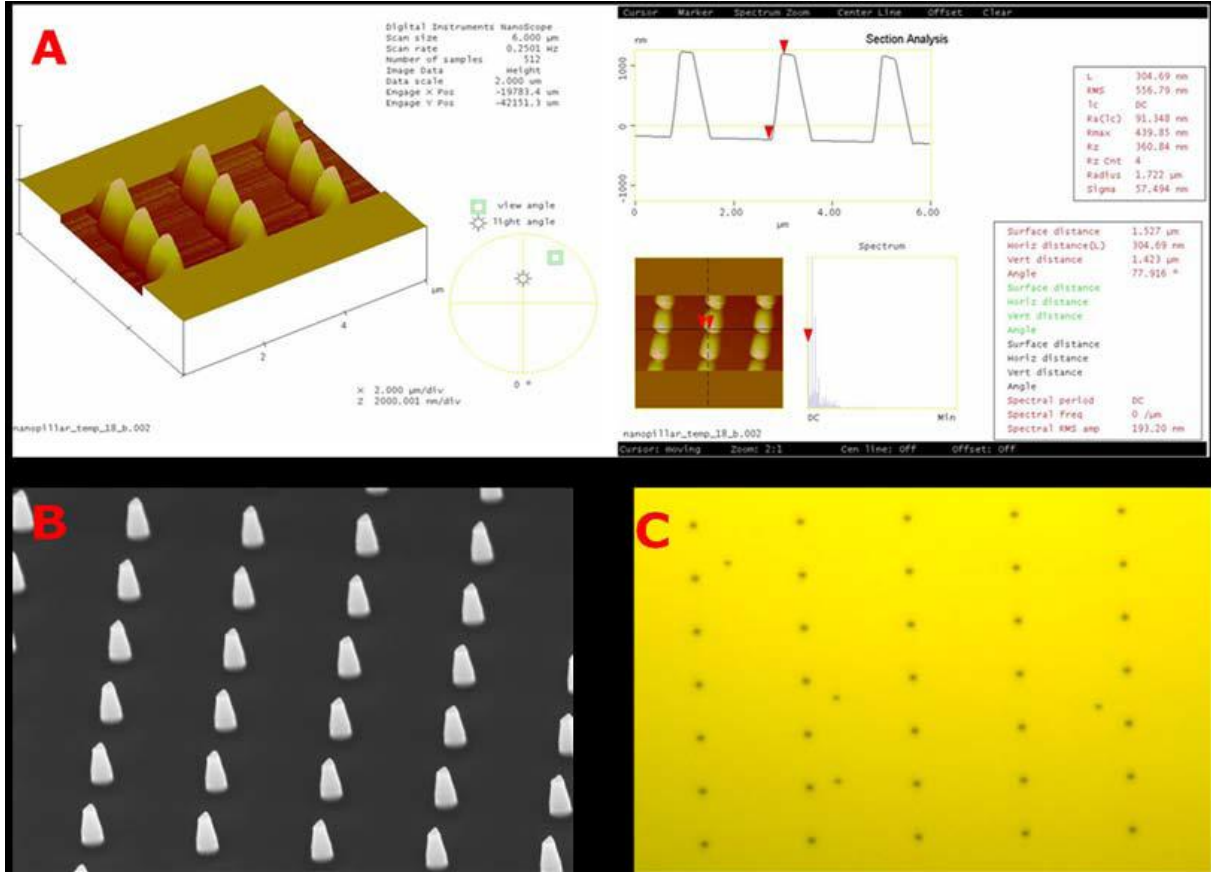 A
Digital Instruments NanoScope
Scan size 6.000 µm
Scan rate 0.2501 Hz
Number of samples 512
Image Data Height
Data scale 2.000 um
Engage X Pos -19783.4 um
Engage Y Pos -42151.3 um
view angle
light angle
µm
4
2
0 °
X 2.000 µm/div
Z 2000.001 nm/div
nanopillar_temp_18_b.002
Cursor Marker Spectrum Zoom Center Line Offset Clear
nm
Section Analysis
1000
0
-1000
0 2.00 4.00 6.00
µm
L 304.69 nm
RMS 556.79 nm
lc DC
Ra(lc) 91.348 nm
Rmax 439.85 nm
Rz 360.84 nm
Rz Cnt 4
Radius 1.722 µm
Sigma 57.494 nm
Spectrum
DC Min
Surface distance 1.527 µm
Horiz distance(L) 304.69 nm
Vert distance 1.423 µm
Angle 77.916 °
Surface distance
Horiz distance
Vert distance
Angle
Surface distance
Horiz distance
Vert distance
Angle
Spectral period DC
Spectral freq 0 /µm
Spectral RMS amp 193.20 nm
nanopillar_temp_18_b.002
Cursor: moving Zoom: 2:1 Cen line: Off Offset: Off
B
C